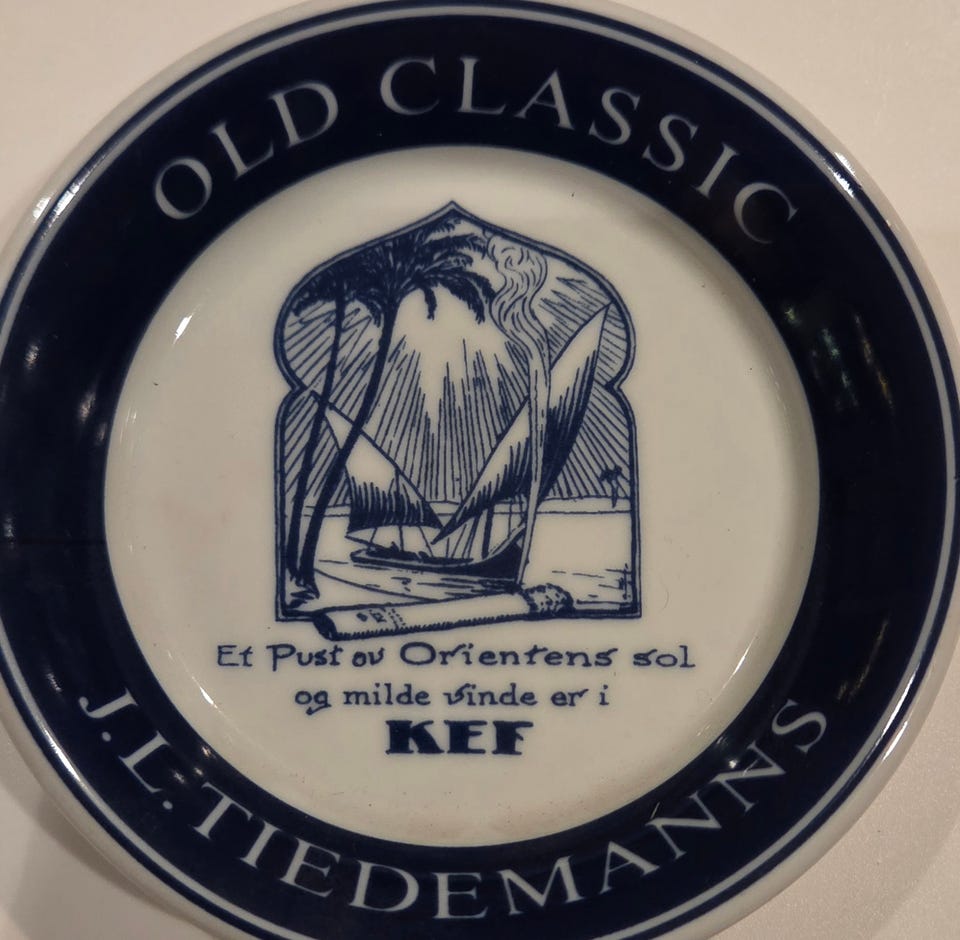 OLD CLASSIC
Et Pust av Orientens sol
og milde vinde er i
KEF
J.L.TIEDEMANNS